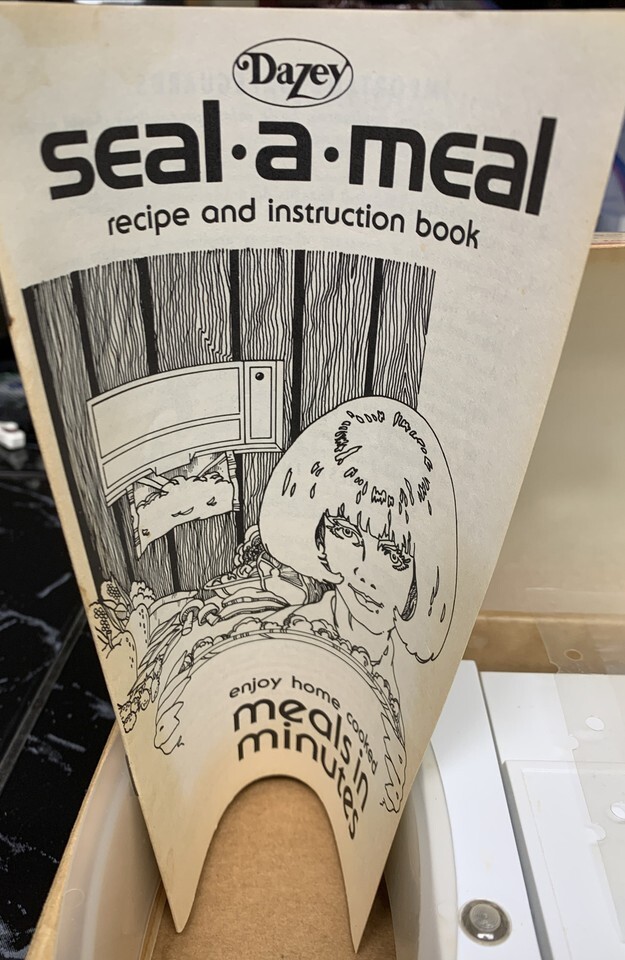 Dazey
seal·a·meal
recipe and instruction book
enjoy home cooked
meals in
minutes